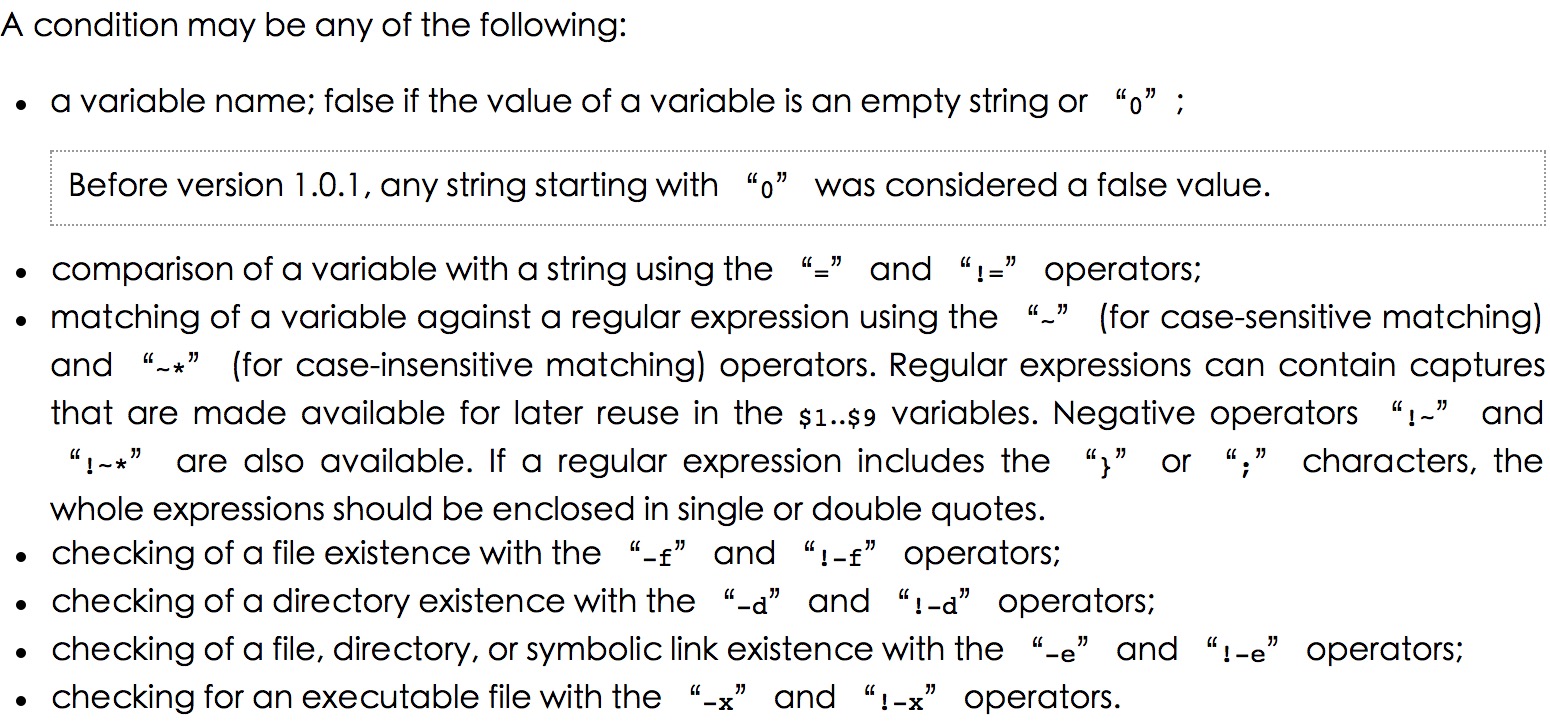 A condition may be any of the following:
• a variable name; false if the value of a variable is an empty string or “0” ;
Before version 1.0.1, any string starting with “0” was considered a false value.
• comparison of a variable with a string using the “=” and “!=” operators;
• matching of a variable against a regular expression using the “~” (for case-sensitive matching)
and “~*” (for case-insensitive matching) operators. Regular expressions can contain captures
that are made available for later reuse in the $1..$9 variables. Negative operators “!~” and
“!~*” are also available. If a regular expression includes the “}” or “;” characters, the
whole expressions should be enclosed in single or double quotes.
• checking of a file existence with the “-f” and “!-f” operators;
• checking of a directory existence with the “-d” and “!-d” operators;
• checking of a file, directory, or symbolic link existence with the “-e” and “!-e” operators;
• checking for an executable file with the “-x” and “!-x” operators.